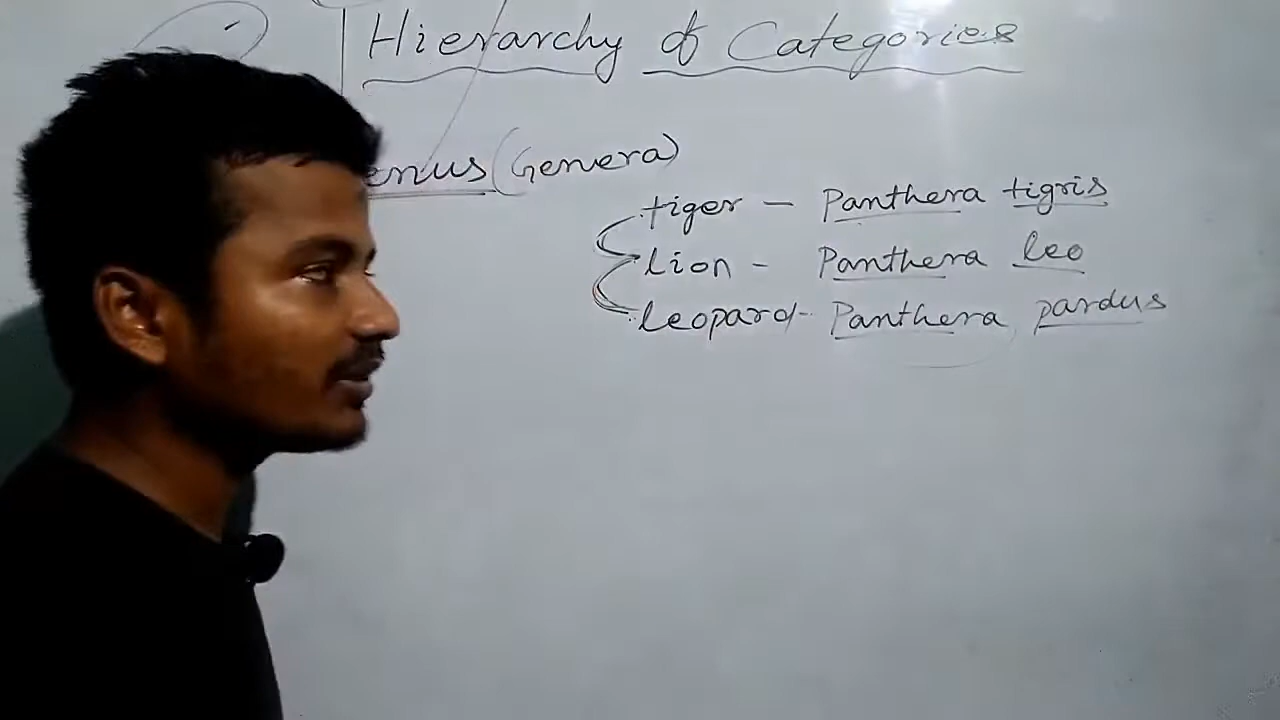 Hierarchy of Categories
enus (Genera)
tiger - Panthera tigris
Lion - Panthera leo
leopard - Panthera pardus